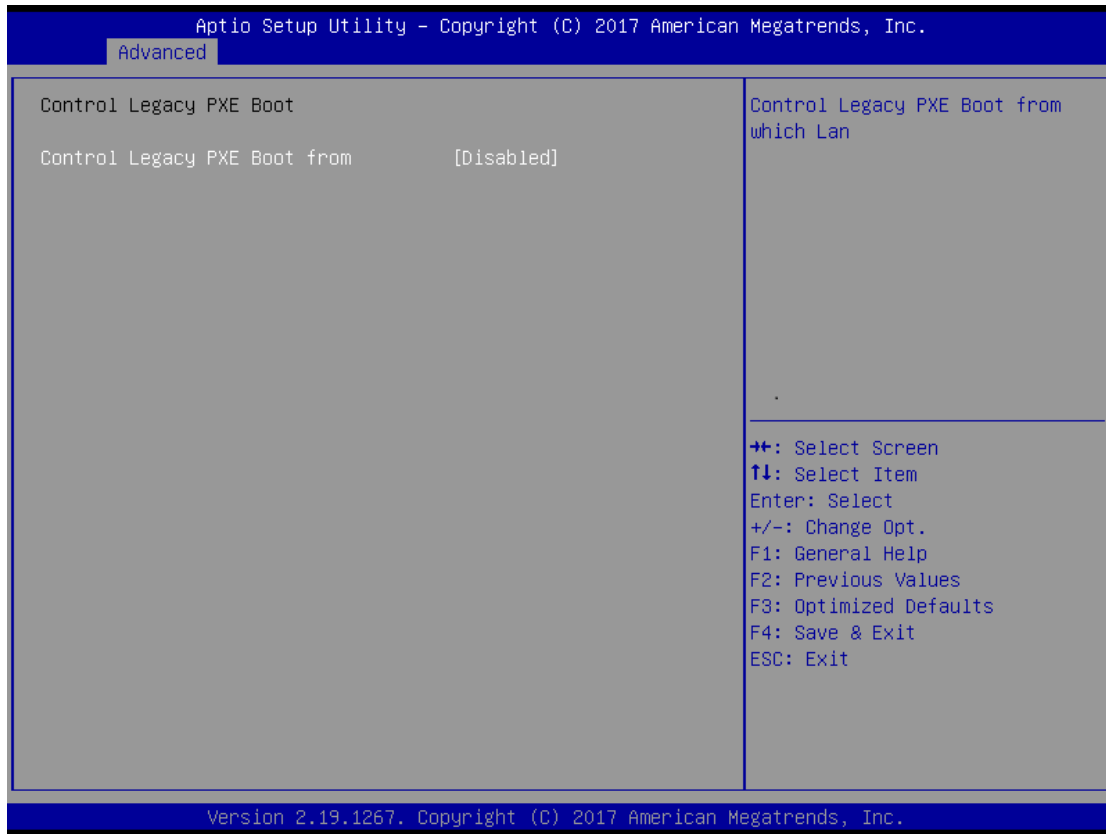 Aptio Setup Utility – Copyright (C) 2017 American Megatrends, Inc.
Advanced
Control Legacy PXE Boot
Control Legacy PXE Boot from [Disabled]
Control Legacy PXE Boot from
which Lan
→←: Select Screen
↑↓: Select Item
Enter: Select
+/-: Change Opt.
F1: General Help
F2: Previous Values
F3: Optimized Defaults
F4: Save & Exit
ESC: Exit
Version 2.19.1267. Copyright (C) 2017 American Megatrends, Inc.